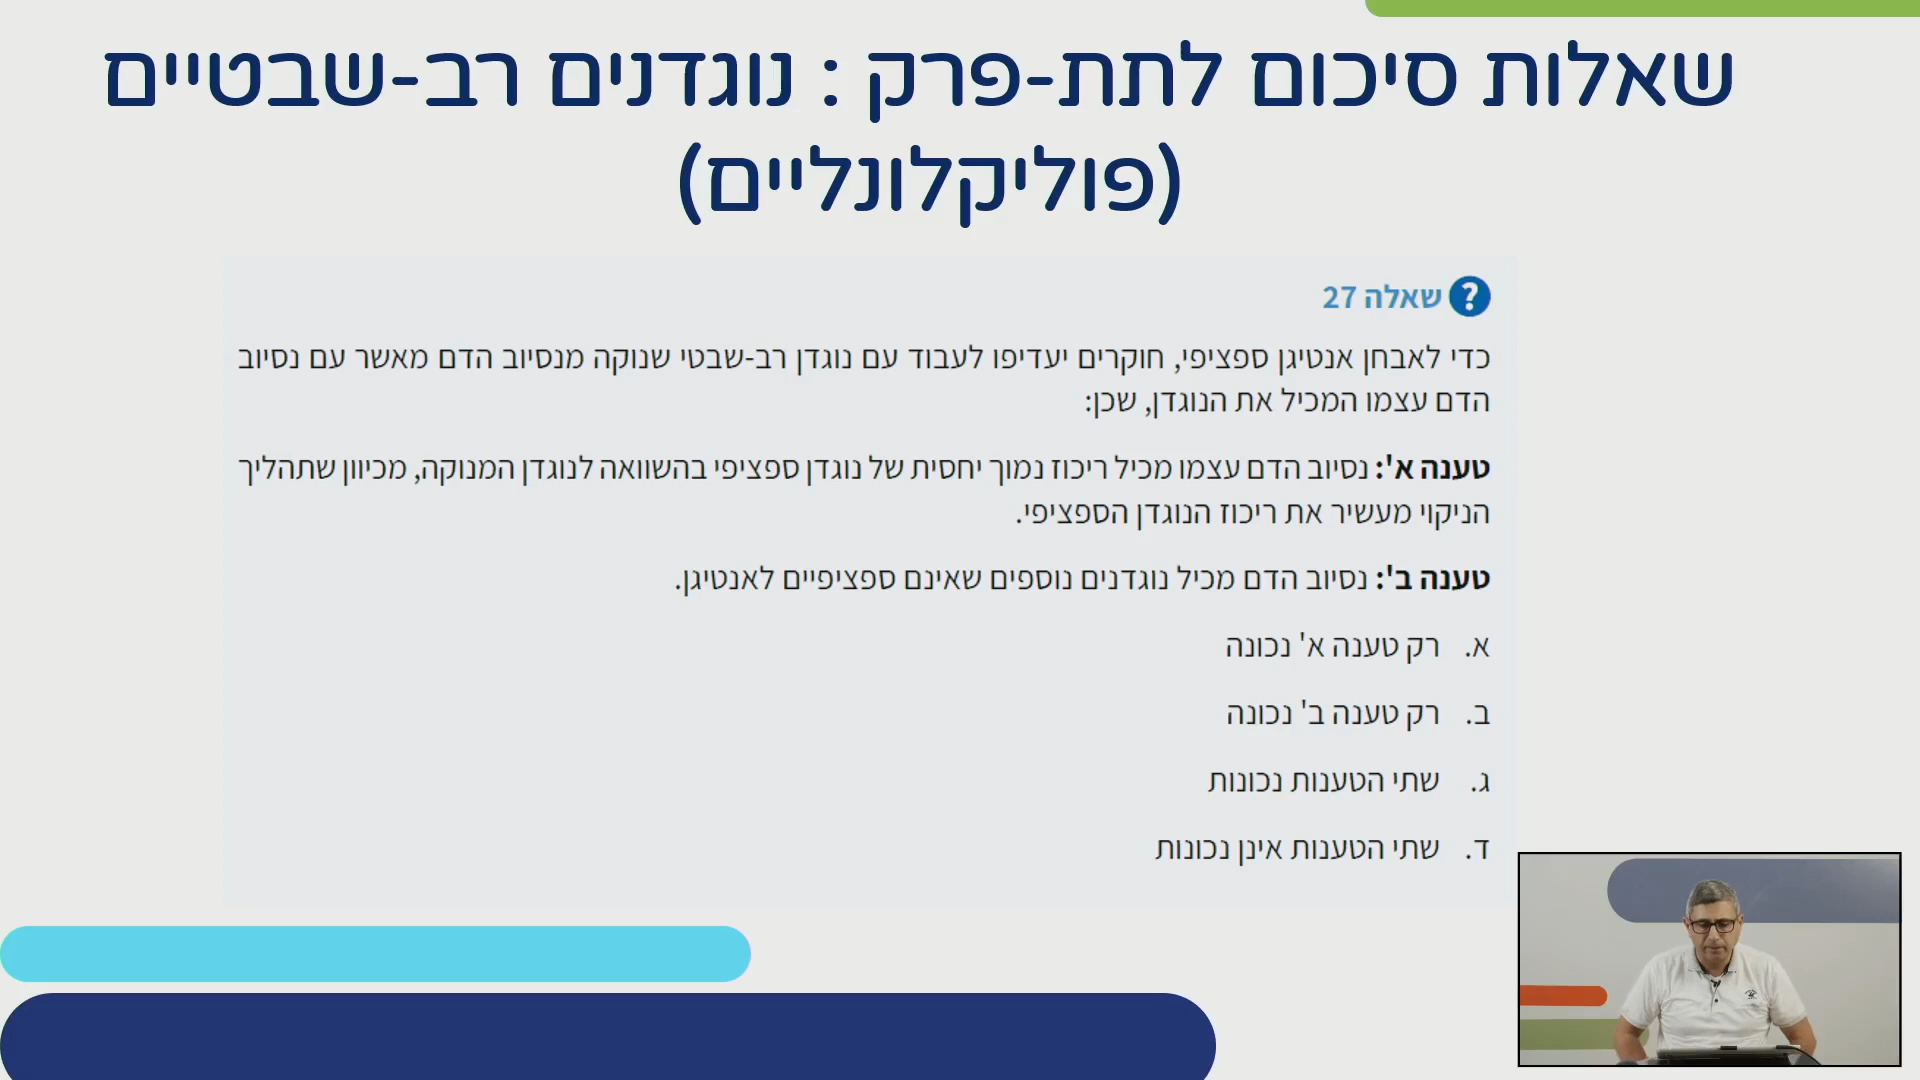 שאלות סיכום לתת-פרק : נוגדנים רב-שבטיים
(פוליקלונליים)
שאלה 27
כדי לאבחן אנטיגן ספציפי, חוקרים יעדיפו לעבוד עם נוגדן רב-שבטי שנוקה מנסיוב הדם מאשר עם נסיוב
הדם עצמו המכיל את הנוגדן, שכן:
טענה א': נסיוב הדם עצמו מכיל ריכוז נמוך יחסית של נוגדן ספציפי בהשוואה לנוגדן המנוקה, מכיוון שתהליך
הניקוי מעשיר את ריכוז הנוגדן הספציפי.
טענה ב': נסיוב הדם מכיל נוגדנים נוספים שאינם ספציפיים לאנטיגן.
א. רק טענה א' נכונה
ב. רק טענה ב' נכונה
ג. שתי הטענות נכונות
ד. שתי הטענות אינן נכונות